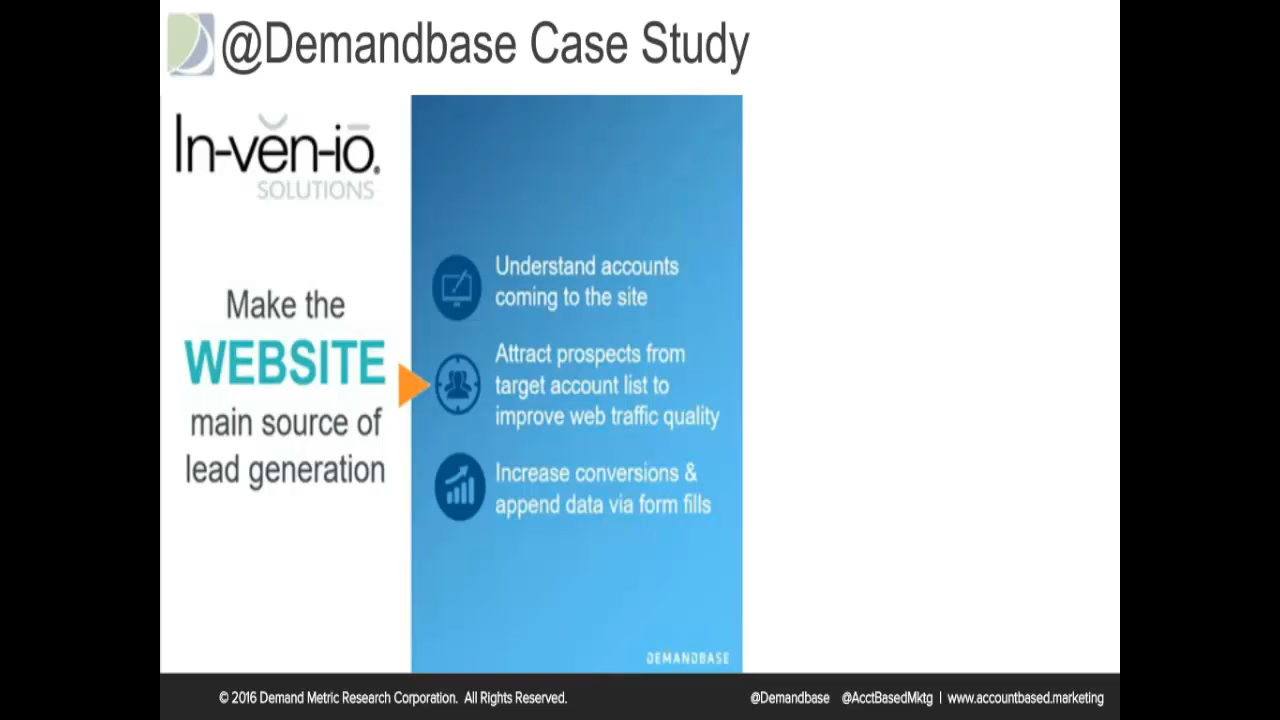 @Demandbase Case Study
In-vĕn-iō.
SOLUTIONS
Make the
WEBSITE
main source of
lead generation
Understand accounts
coming to the site
Attract prospects from
target account list to
improve web traffic quality
Increase conversions &
append data via form fills
DEMANDBASE
© 2016 Demand Metric Research Corporation. All Rights Reserved.
@Demandbase @AcctBasedMktg | www.accountbased.marketing